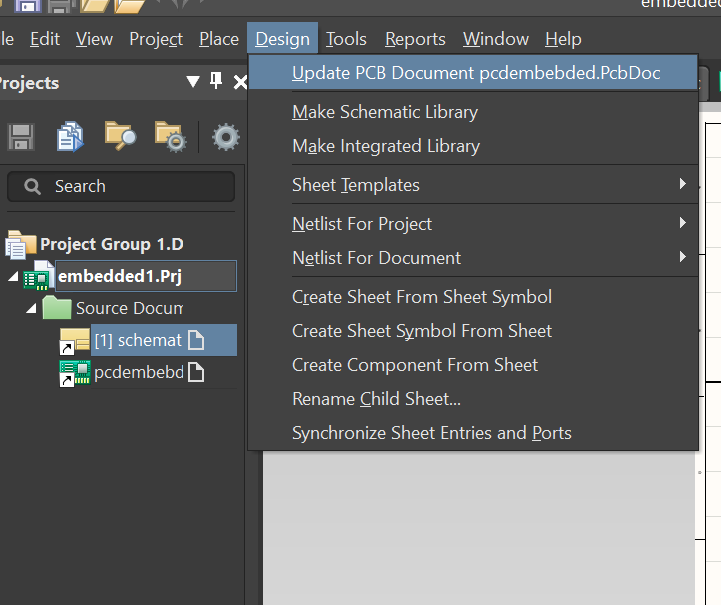 embedded
le Edit View Project Place Design Tools Reports Window Help
Projects
Update PCB Document pcdembebded.PcbDoc
Make Schematic Library
Make Integrated Library
Search
Sheet Templates
Netlist For Project
Project Group 1.D
Netlist For Document
embedded1.Prj
Create Sheet From Sheet Symbol
Source Docum
Create Sheet Symbol From Sheet
[1] schemat
Create Component From Sheet
pcdembebd
Rename Child Sheet...
Synchronize Sheet Entries and Ports